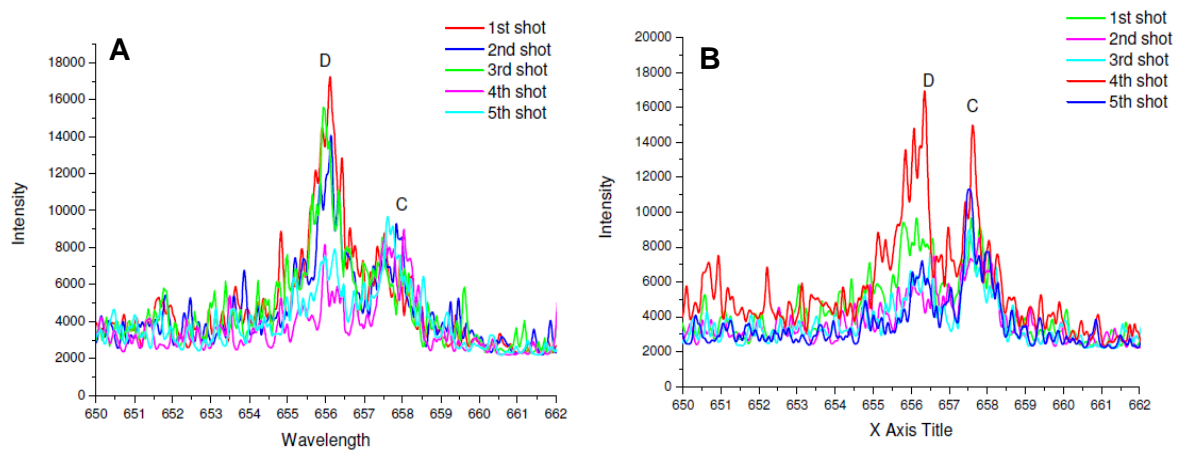 A
1st shot
2nd shot
3rd shot
4th shot
5th shot
D
C
Intensity
18000
16000
14000
12000
10000
8000
6000
4000
2000
0
650 651 652 653 654 655 656 657 658 659 660 661 662
Wavelength
B
1st shot
2nd shot
3rd shot
4th shot
5th shot
D
C
Intensity
20000
18000
16000
14000
12000
10000
8000
6000
4000
2000
0
650 651 652 653 654 655 656 657 658 659 660 661 662
X Axis Title